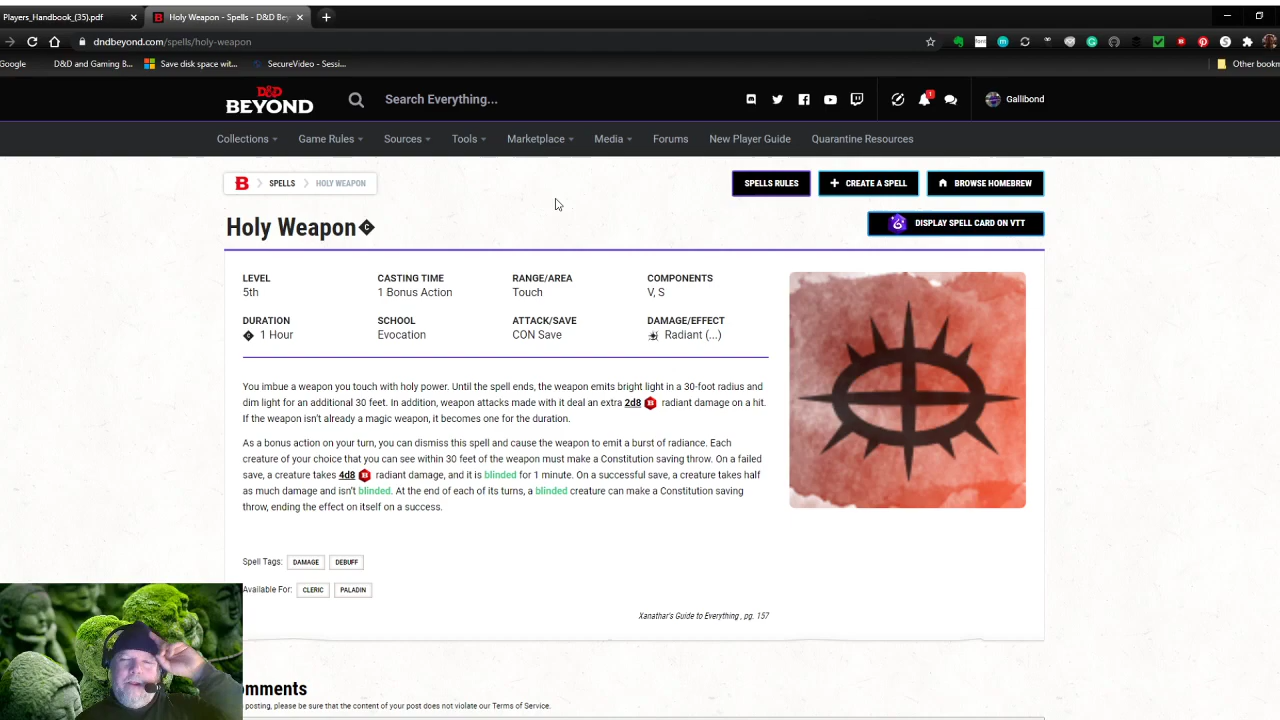 Players_Handbook_(35).pdf
Holy Weapon - Spells - D&D Bey
dndbeyond.com/spells/holy-weapon
Google
D&D and Gaming B...
Save disk space wit...
SecureVideo - Sessi...
Other bookm
D&D BEYOND
Search Everything...
1
Gallibond
Collections
Game Rules
Sources
Tools
Marketplace
Media
Forums
New Player Guide
Quarantine Resources
B
SPELLS
HOLY WEAPON
SPELLS RULES
CREATE A SPELL
BROWSE HOMEBREW
Holy Weapon
DISPLAY SPELL CARD ON VTT
LEVEL
CASTING TIME
RANGE/AREA
COMPONENTS
5th
1 Bonus Action
Touch
V, S
DURATION
SCHOOL
ATTACK/SAVE
DAMAGE/EFFECT
1 Hour
Evocation
CON Save
Radiant (...)
You imbue a weapon you touch with holy power. Until the spell ends, the weapon emits bright light in a 30-foot radius and
dim light for an additional 30 feet. In addition, weapon attacks made with it deal an extra 2d8 radiant damage on a hit.
If the weapon isn't already a magic weapon, it becomes one for the duration.
As a bonus action on your turn, you can dismiss this spell and cause the weapon to emit a burst of radiance. Each
creature of your choice that you can see within 30 feet of the weapon must make a Constitution saving throw. On a failed
save, a creature takes 4d8 radiant damage, and it is blinded for 1 minute. On a successful save, a creature takes half
as much damage and isn't blinded. At the end of each of its turns, a blinded creature can make a Constitution saving
throw, ending the effect on itself on a success.
Spell Tags:
DAMAGE
DEBUFF
Available For:
CLERIC
PALADIN
Xanathar's Guide to Everything , pg. 157
omments
posting, please be sure that the content of your post does not violate our Terms of Service.